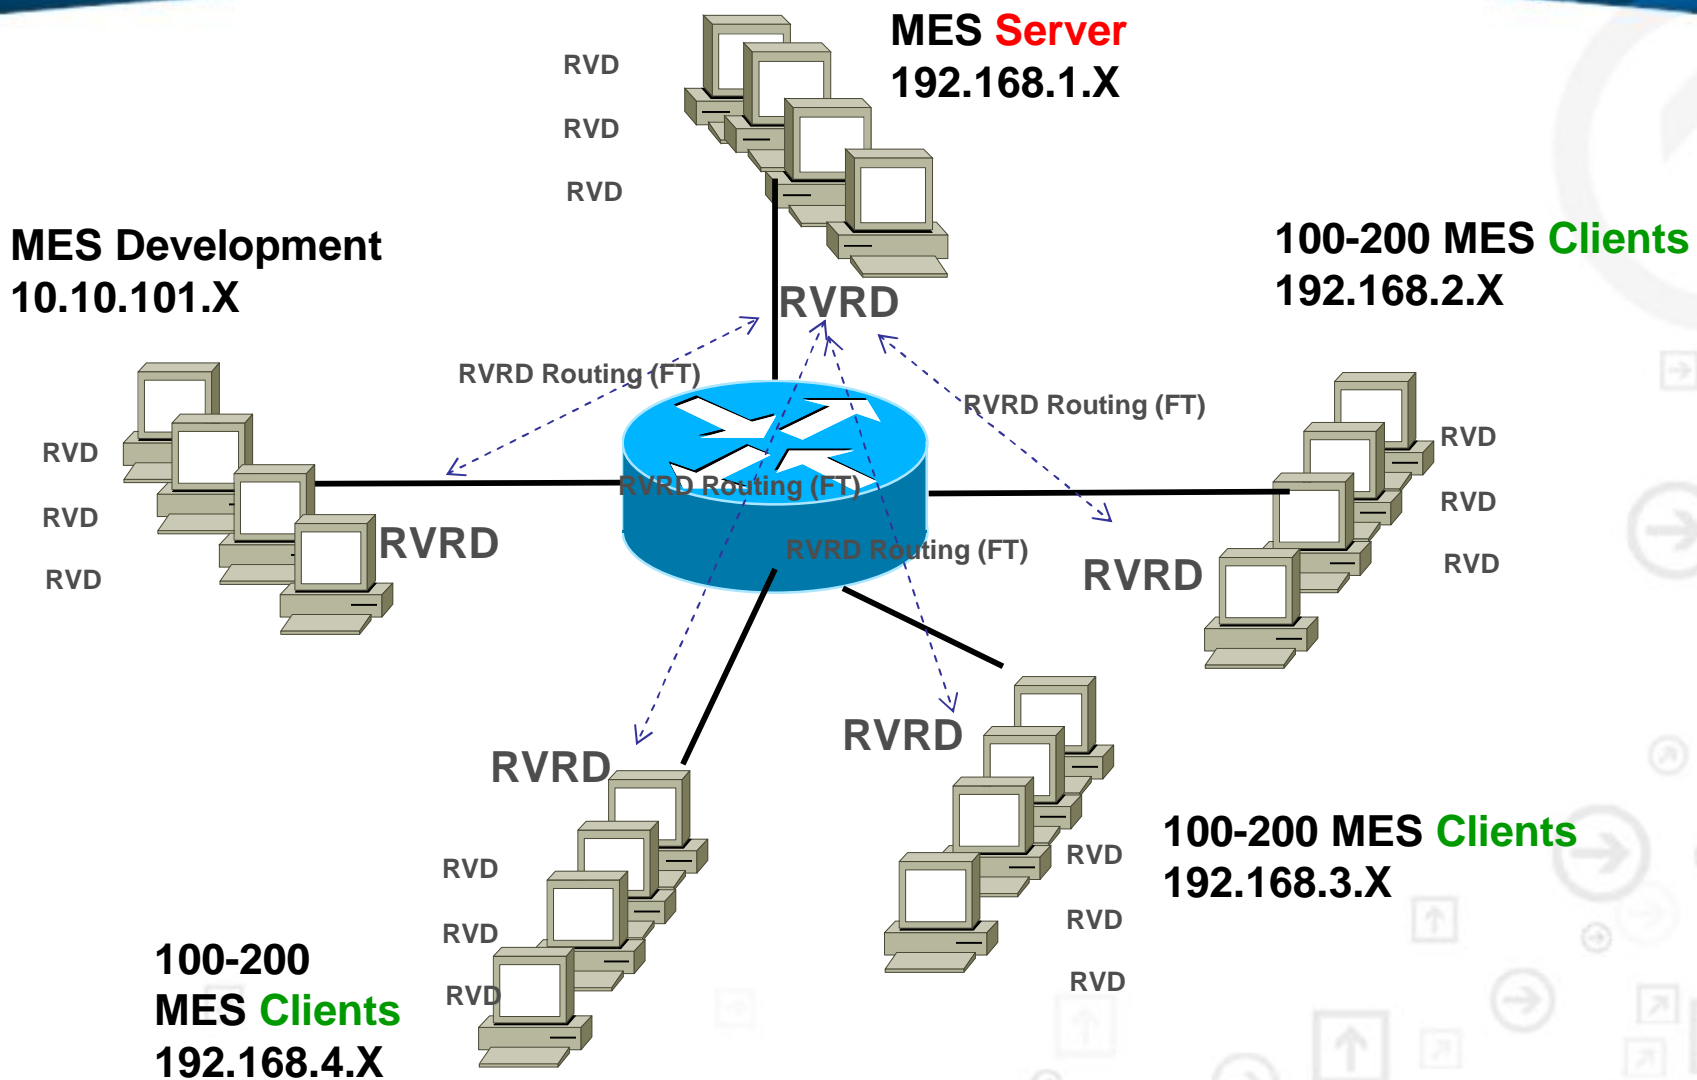 MES Server
192.168.1.X
RVD
RVD
RVD
MES Development
10.10.101.X
100-200 MES Clients
192.168.2.X
RVRD
RVRD Routing (FT)
RVRD Routing (FT)
RVD
RVD
RVD
RVRD
RVRD Routing (FT)
RVRD Routing (FT)
RVD
RVD
RVD
RVRD
RVRD
RVRD
100-200 MES Clients
192.168.3.X
RVD
RVD
RVD
RVD
RVD
RVD
100-200
MES Clients
192.168.4.X